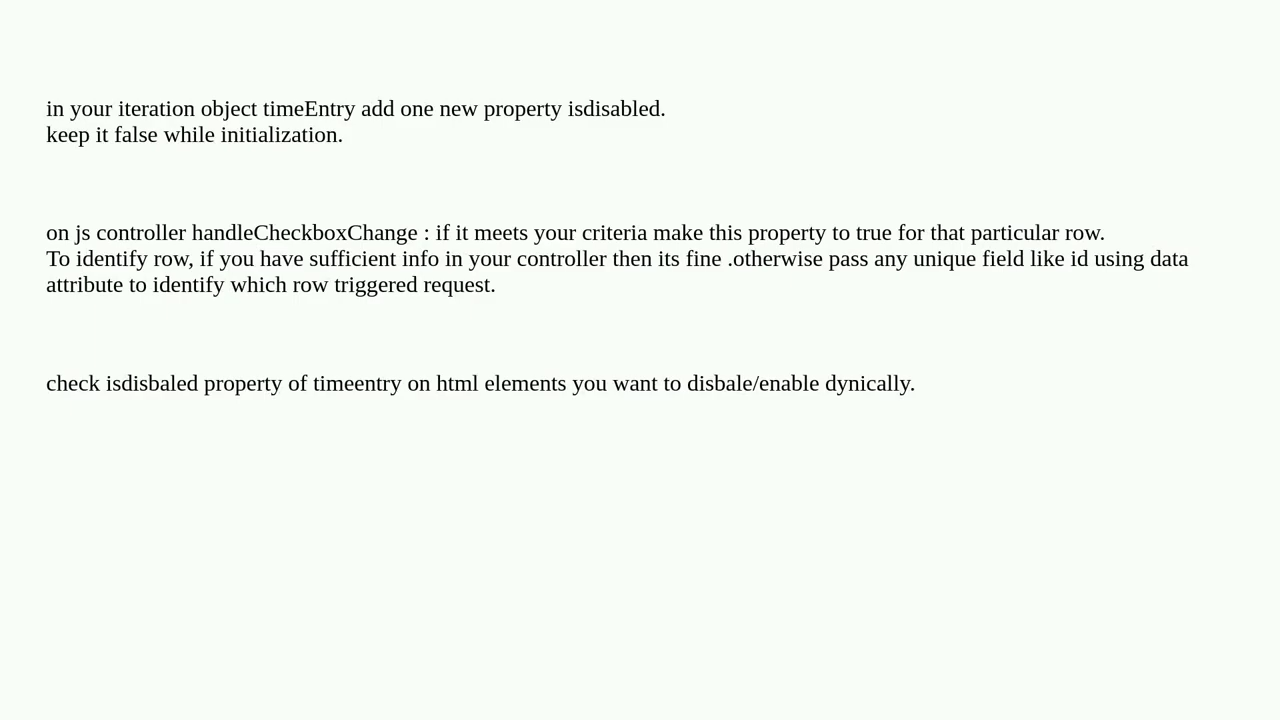 in your iteration object timeEntry add one new property isdisabled.
keep it false while initialization.
on js controller handleCheckboxChange : if it meets your criteria make this property to true for that particular row.
To identify row, if you have sufficient info in your controller then its fine .otherwise pass any unique field like id using data
attribute to identify which row triggered request.
check isdisbaled property of timeentry on html elements you want to disbale/enable dynically.